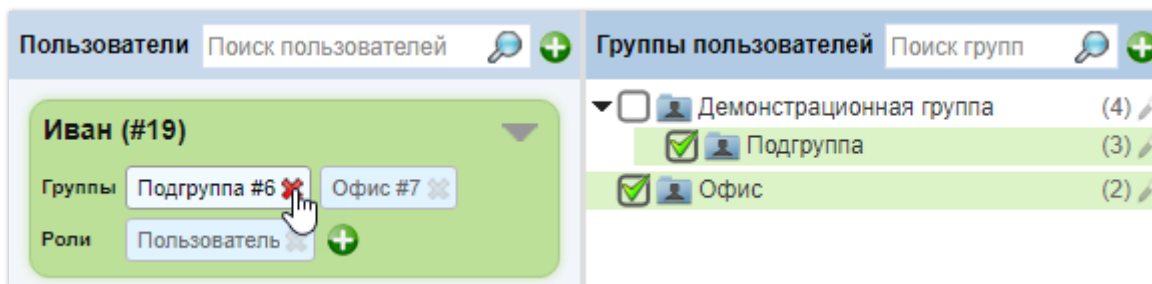 Пользователи Поиск пользователей
Иван (#19)
Группы Подгруппа #6 Офис #7
Роли Пользователь
Группы пользователей Поиск групп
Демонстрационная группа (4)
Подгруппа (3)
Офис (2)